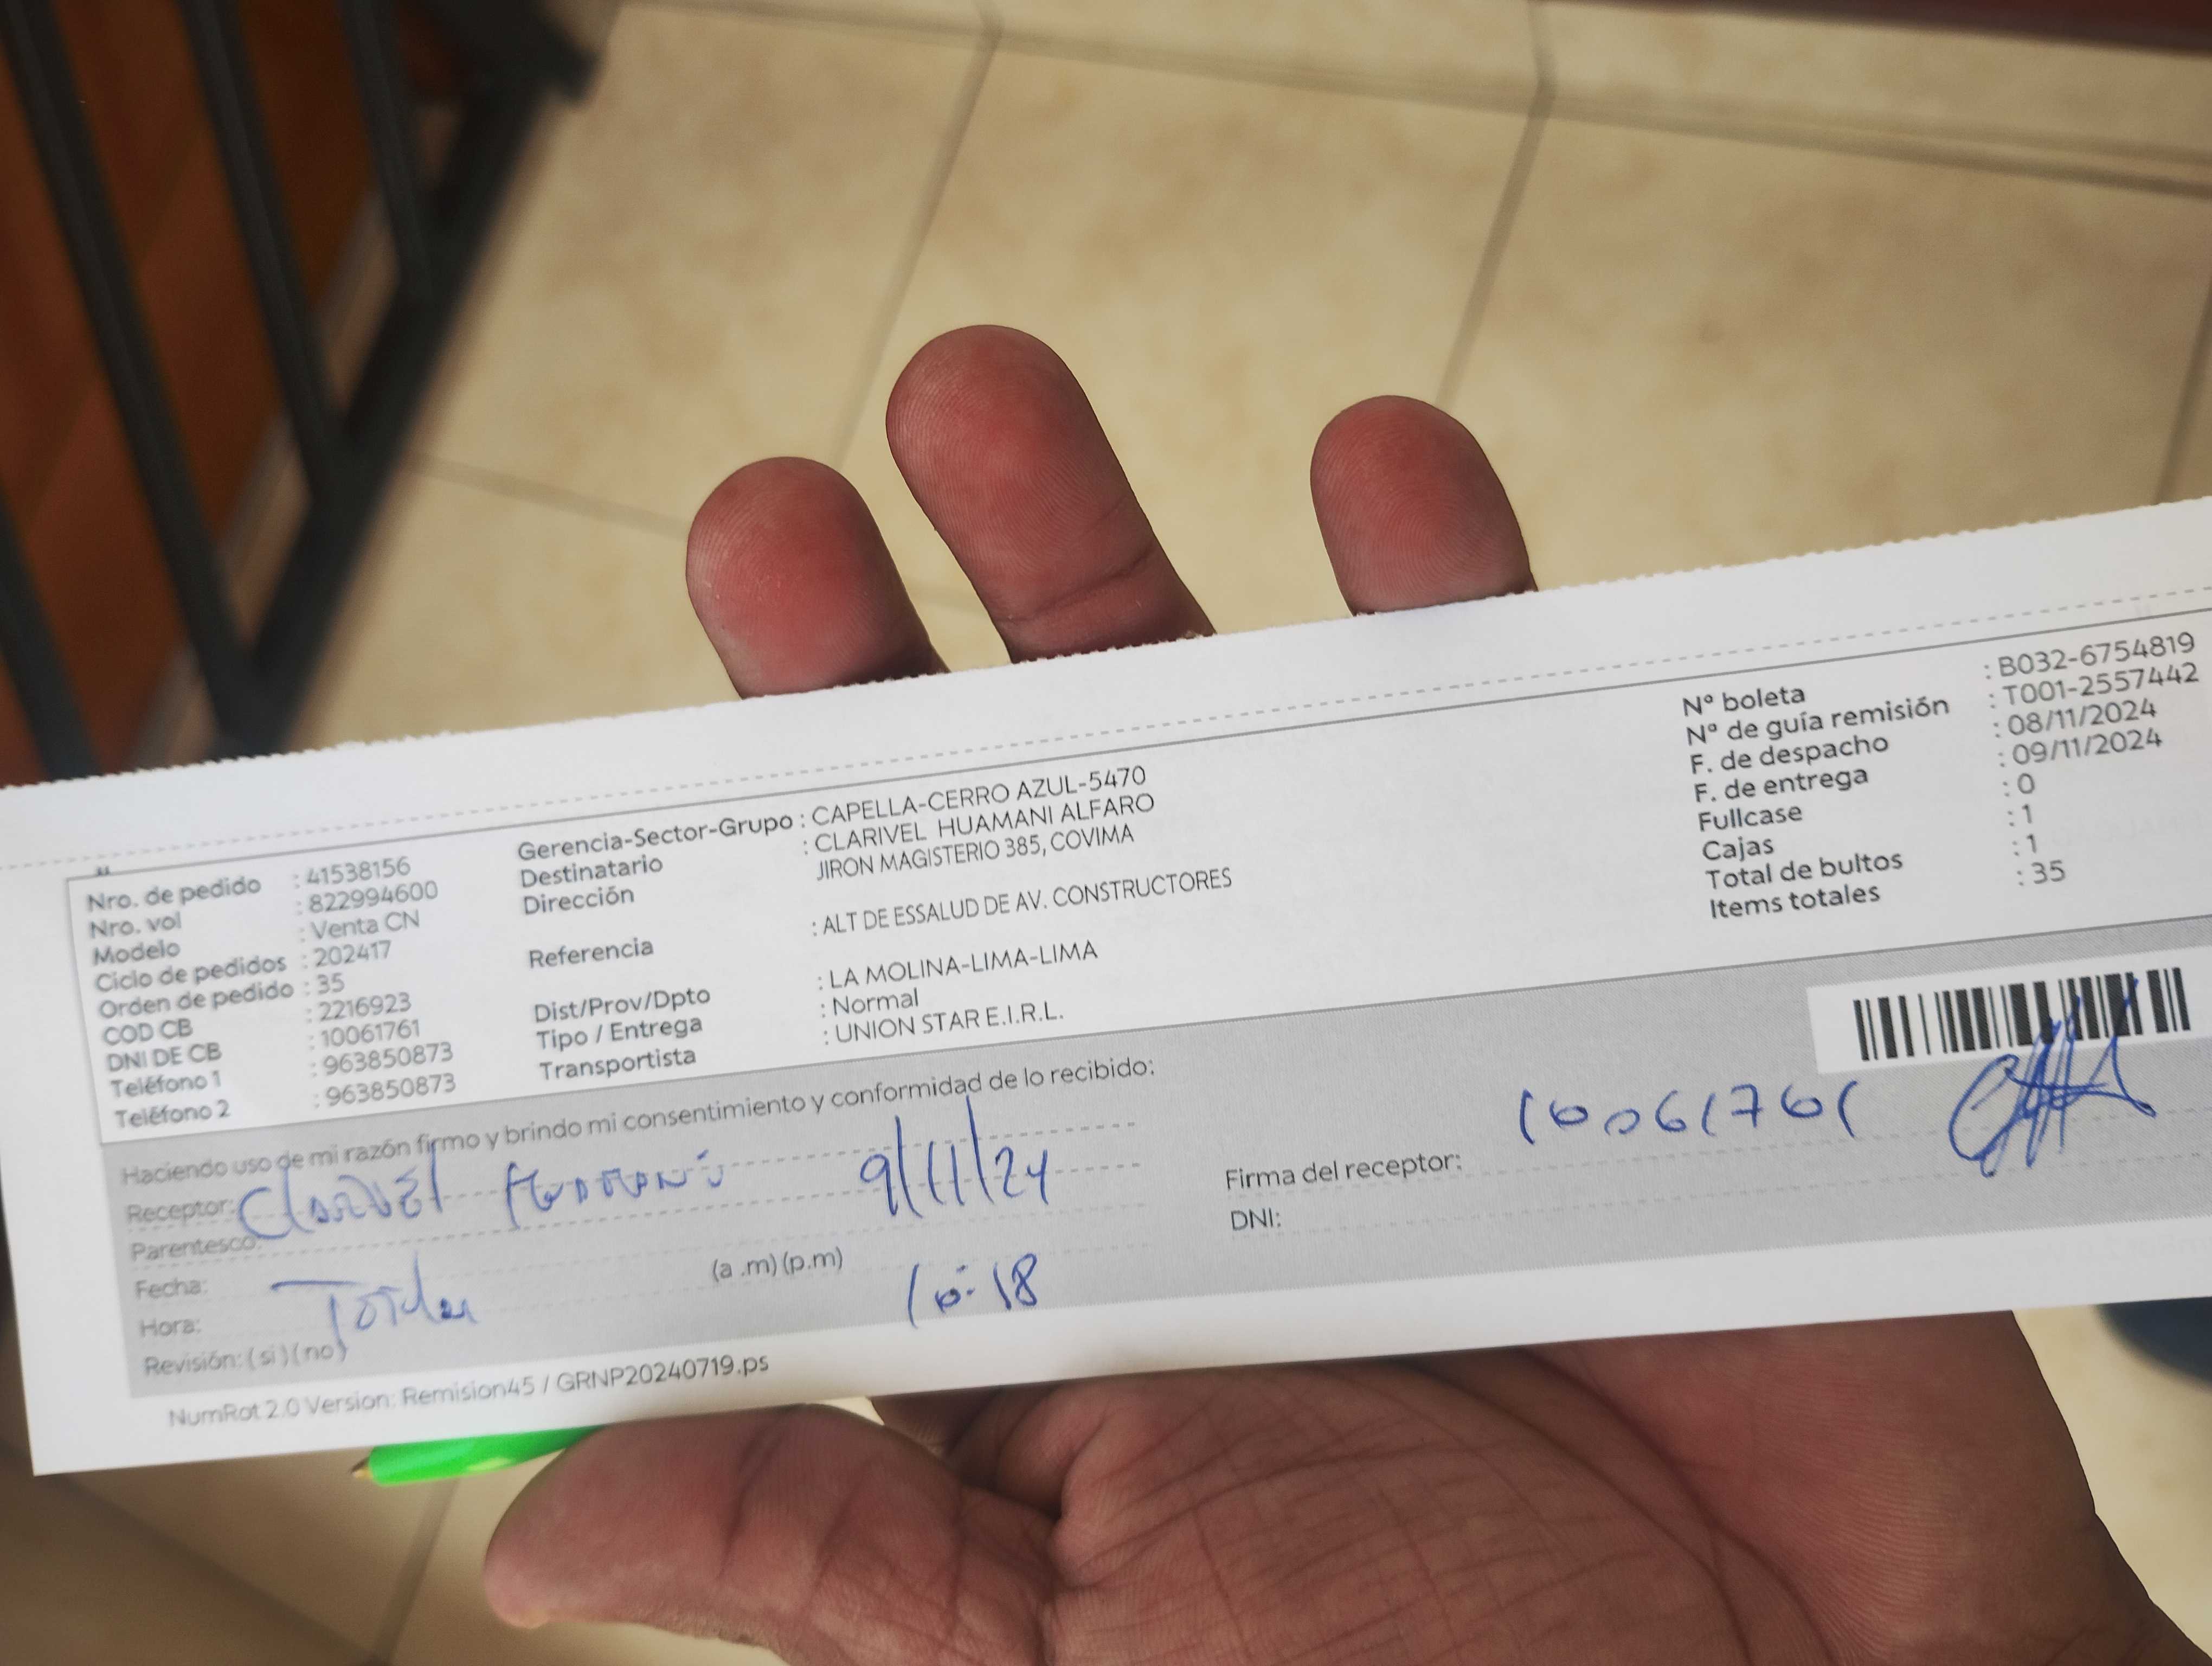 Nro. de pedido : 41538156
Nro. vol : 822994600
Modelo : Venta CN
Ciclo de pedidos : 202417
Orden de pedido : 35
COD CB : 2216923
DNI DE CB : 10061761
Teléfono 1 : 963850873
Teléfono 2 : 963850873
Gerencia-Sector-Grupo : CAPELLA-CERRO AZUL-5470
Destinatario : CLARIVEL HUAMANI ALFARO
Dirección JIRON MAGISTERIO 385, COVIMA
Referencia : ALT DE ESSALUD DE AV. CONSTRUCTORES
Dist/Prov/Dpto : LA MOLINA-LIMA-LIMA
Tipo / Entrega : Normal
Transportista : UNION STAR E.I.R.L.
Nº boleta : B032-6754819
Nº de guía remisión : T001-2557442
F. de despacho : 08/11/2024
F. de entrega : 09/11/2024
Fullcase : 0
Cajas : 1
Total de bultos : 1
Items totales : 35
Haciendo uso de mi razón firmo y brindo mi consentimiento y conformidad de lo recibido:
Receptor: Clarivel Huamani 9/11/24
Parentesco:
Fecha:
Hora: (a .m) (p.m) 10:18
Revisión: ( si ) ( no )
Firma del receptor: 10061761
DNI:
NumRot 2.0 Version: Remision45 / GRNP20240719.ps